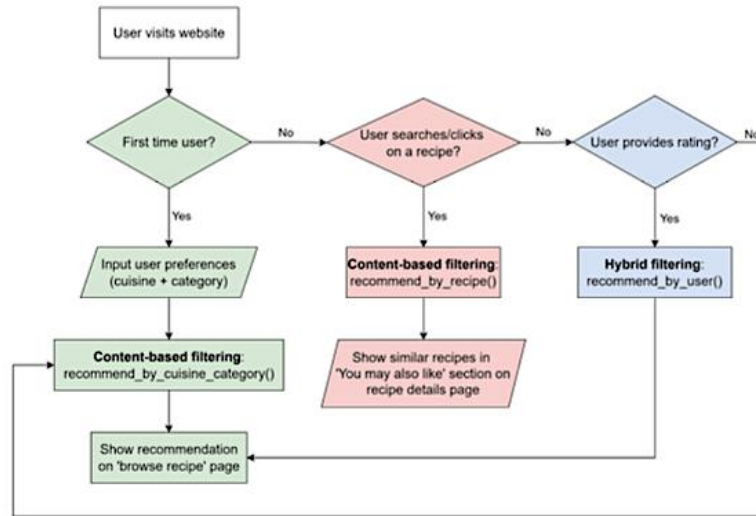 User visits website
First time user?
No
User searches/clicks
on a recipe?
No
User provides rating?
No
Yes
Yes
Yes
Input user preferences
(cuisine + category)
Content-based filtering:
recommend_by_recipe()
Hybrid filtering:
recommend_by_user()
Content-based filtering:
recommend_by_cuisine_category()
Show similar recipes in
'You may also like' section on
recipe details page
Show recommendation
on 'browse recipe' page